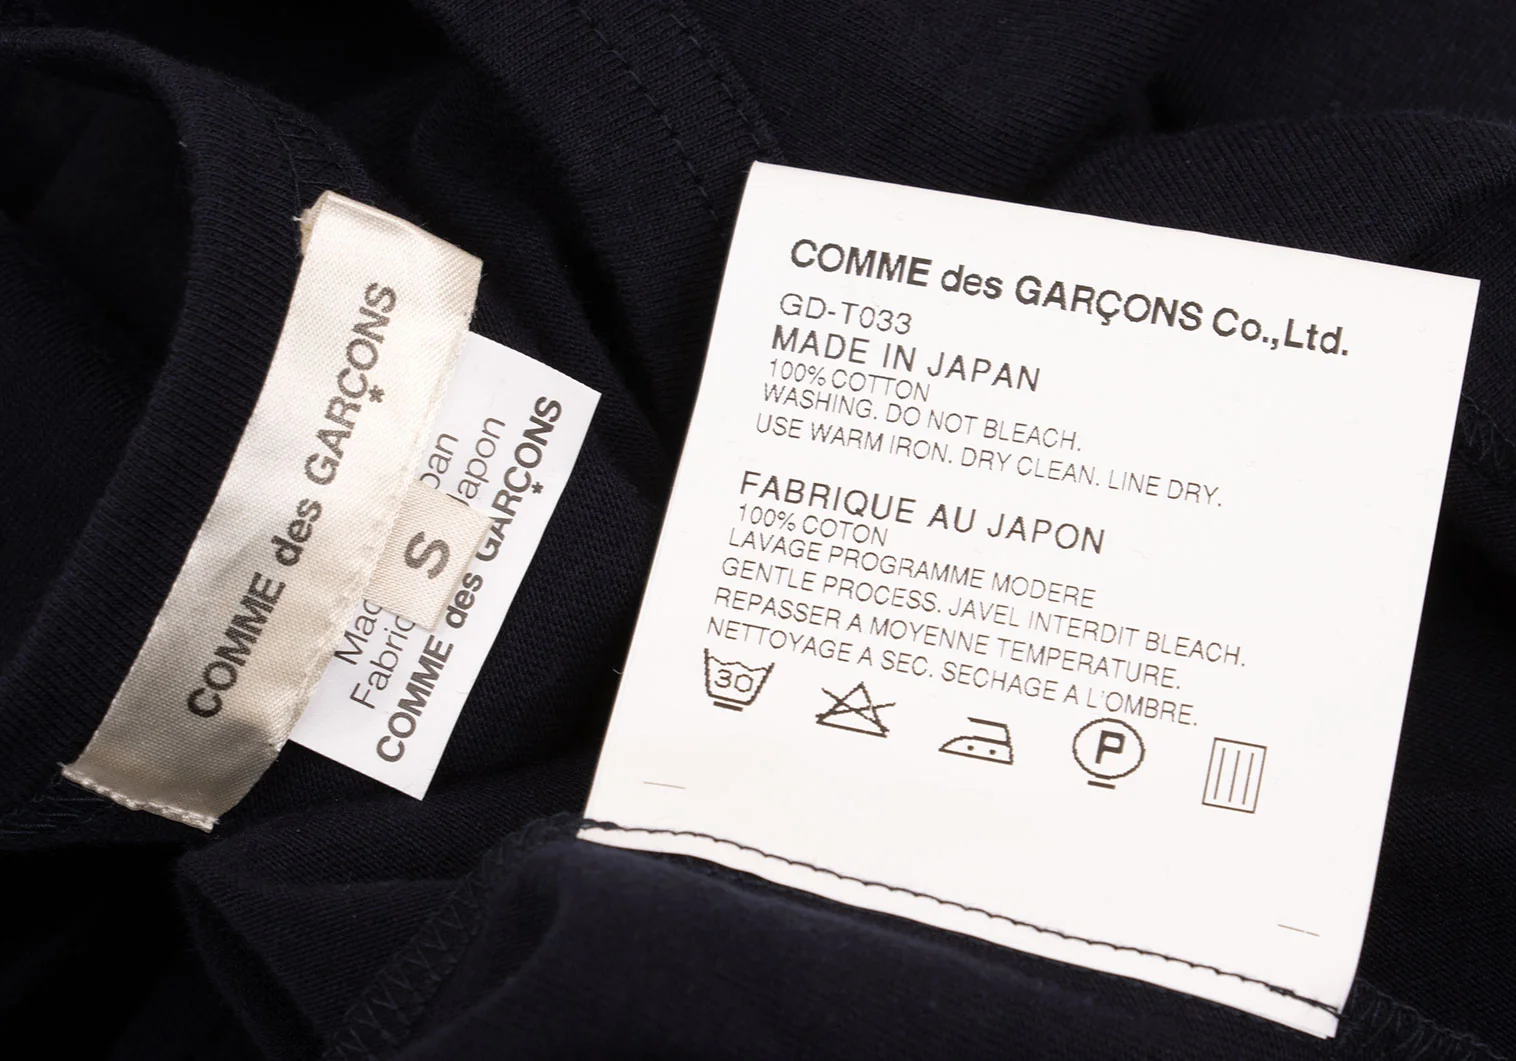 COMME des GARÇONS
*
S
Japon
COMME des GARÇONS
*
COMME des GARÇONS Co.,Ltd.
GD-T033
MADE IN JAPAN
100% COTTON
WASHING. DO NOT BLEACH.
USE WARM IRON. DRY CLEAN. LINE DRY.
FABRIQUE AU JAPON
100% COTON
LAVAGE PROGRAMME MODERE
GENTLE PROCESS. JAVEL INTERDIT BLEACH.
REPASSER A MOYENNE TEMPERATURE.
NETTOYAGE A SEC. SECHAGE A L'OMBRE.
30
P